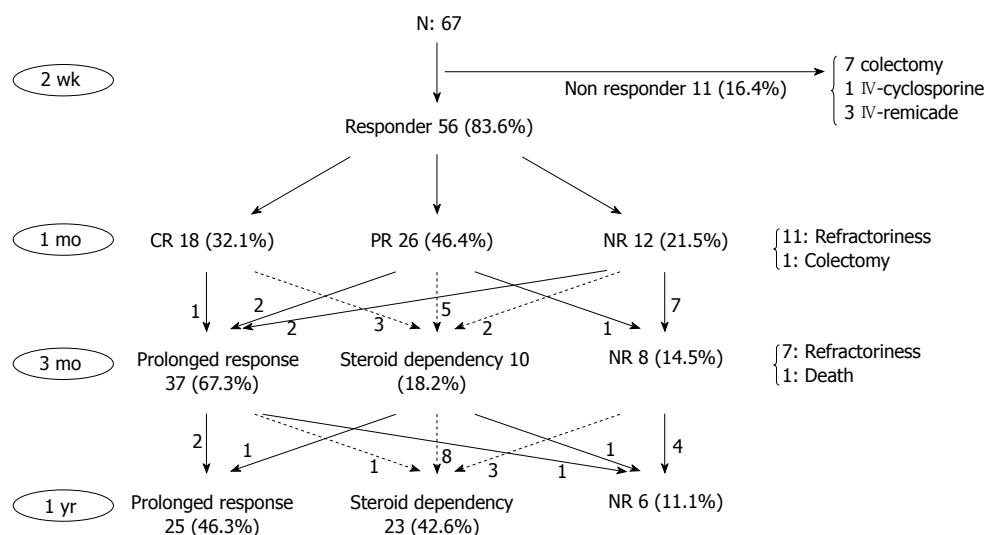 N: 67
2 wk
Non responder 11 (16.4%)
7 colectomy
1 Ⅳ-cyclosporine
3 Ⅳ-remicade
Responder 56 (83.6%)
1 mo
CR 18 (32.1%)
PR 26 (46.4%)
NR 12 (21.5%)
11: Refractoriness
1: Colectomy
1
2
2
3
5
2
1
7
3 mo
Prolonged response
37 (67.3%)
Steroid dependency 10
(18.2%)
NR 8 (14.5%)
7: Refractoriness
1: Death
2
1
1
8
3
1
1
4
1 yr
Prolonged response
25 (46.3%)
Steroid dependency
23 (42.6%)
NR 6 (11.1%)